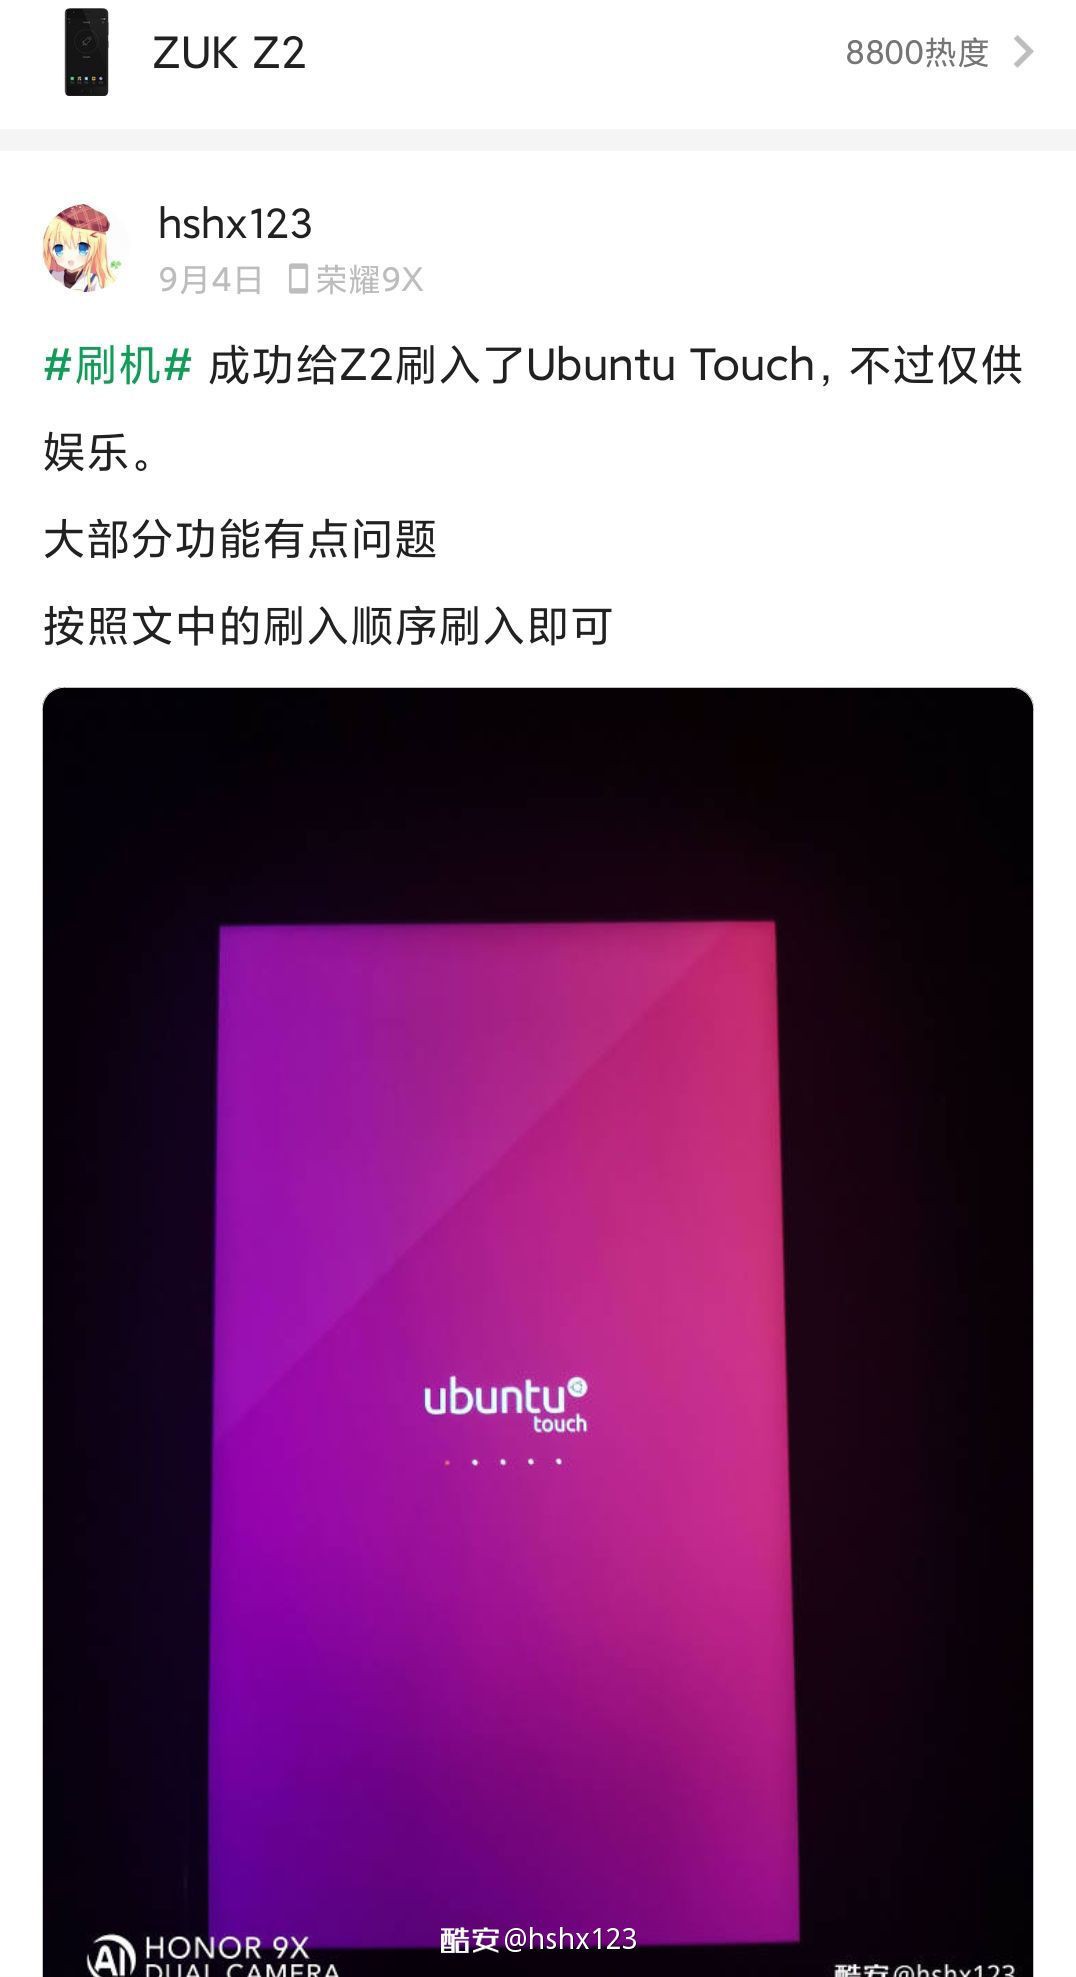 ZUK Z2
8800热度
hshx123
9月4日 荣耀9X
#刷机# 成功给Z2刷入了Ubuntu Touch, 不过仅供
娱乐。
大部分功能有点问题
按照文中的刷入顺序刷入即可
ubuntu
touch
酷安@hshx123
AI HONOR 9X
DUAL CAMERA
酷安@hshx123